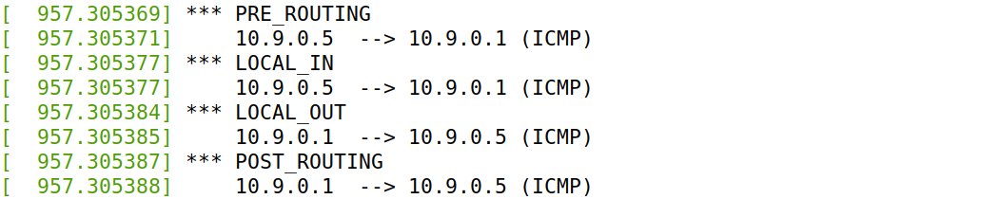 [  957.305369] *** PRE_ROUTING
[  957.305371]     10.9.0.5  --> 10.9.0.1 (ICMP)
[  957.305377] *** LOCAL_IN
[  957.305377]     10.9.0.5  --> 10.9.0.1 (ICMP)
[  957.305384] *** LOCAL_OUT
[  957.305385]     10.9.0.1  --> 10.9.0.5 (ICMP)
[  957.305387] *** POST_ROUTING
[  957.305388]     10.9.0.1  --> 10.9.0.5 (ICMP)